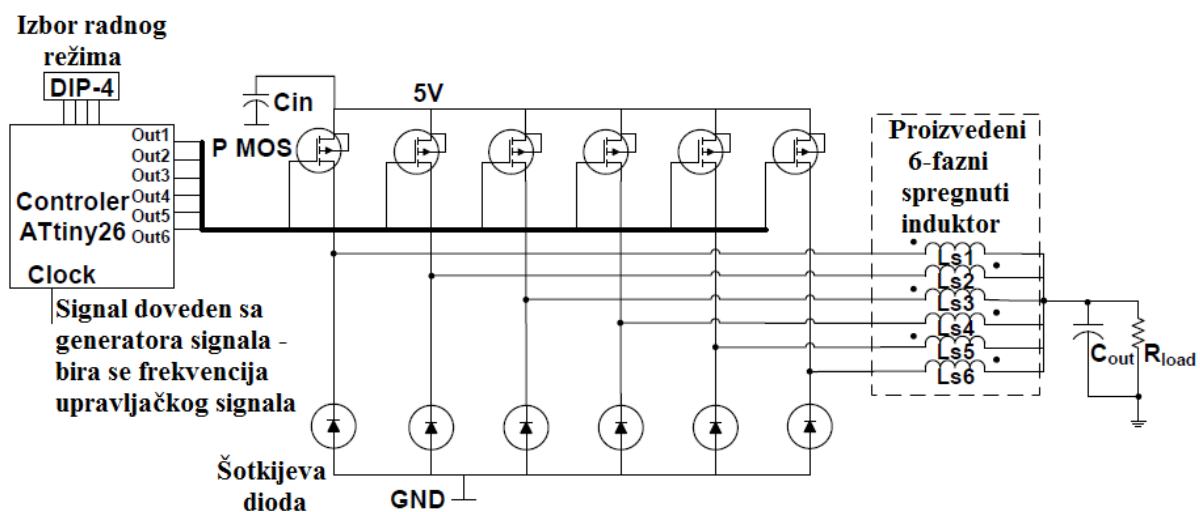 Izbor radnog
režima
DIP-4
Cin
5V
Out1
Out2
Out3
Out4
Out5
Out6
P MOS
Controler
ATtiny26
Clock
Signal doveden sa
generatora signala -
bira se frekvencija
upravljačkog signala
Proizvedeni
6-fazni
spregnuti
induktor
Ls1
Ls2
Ls3
Ls4
Ls5
Ls6
Cout
Rload
Šotkijeva
dioda
GND